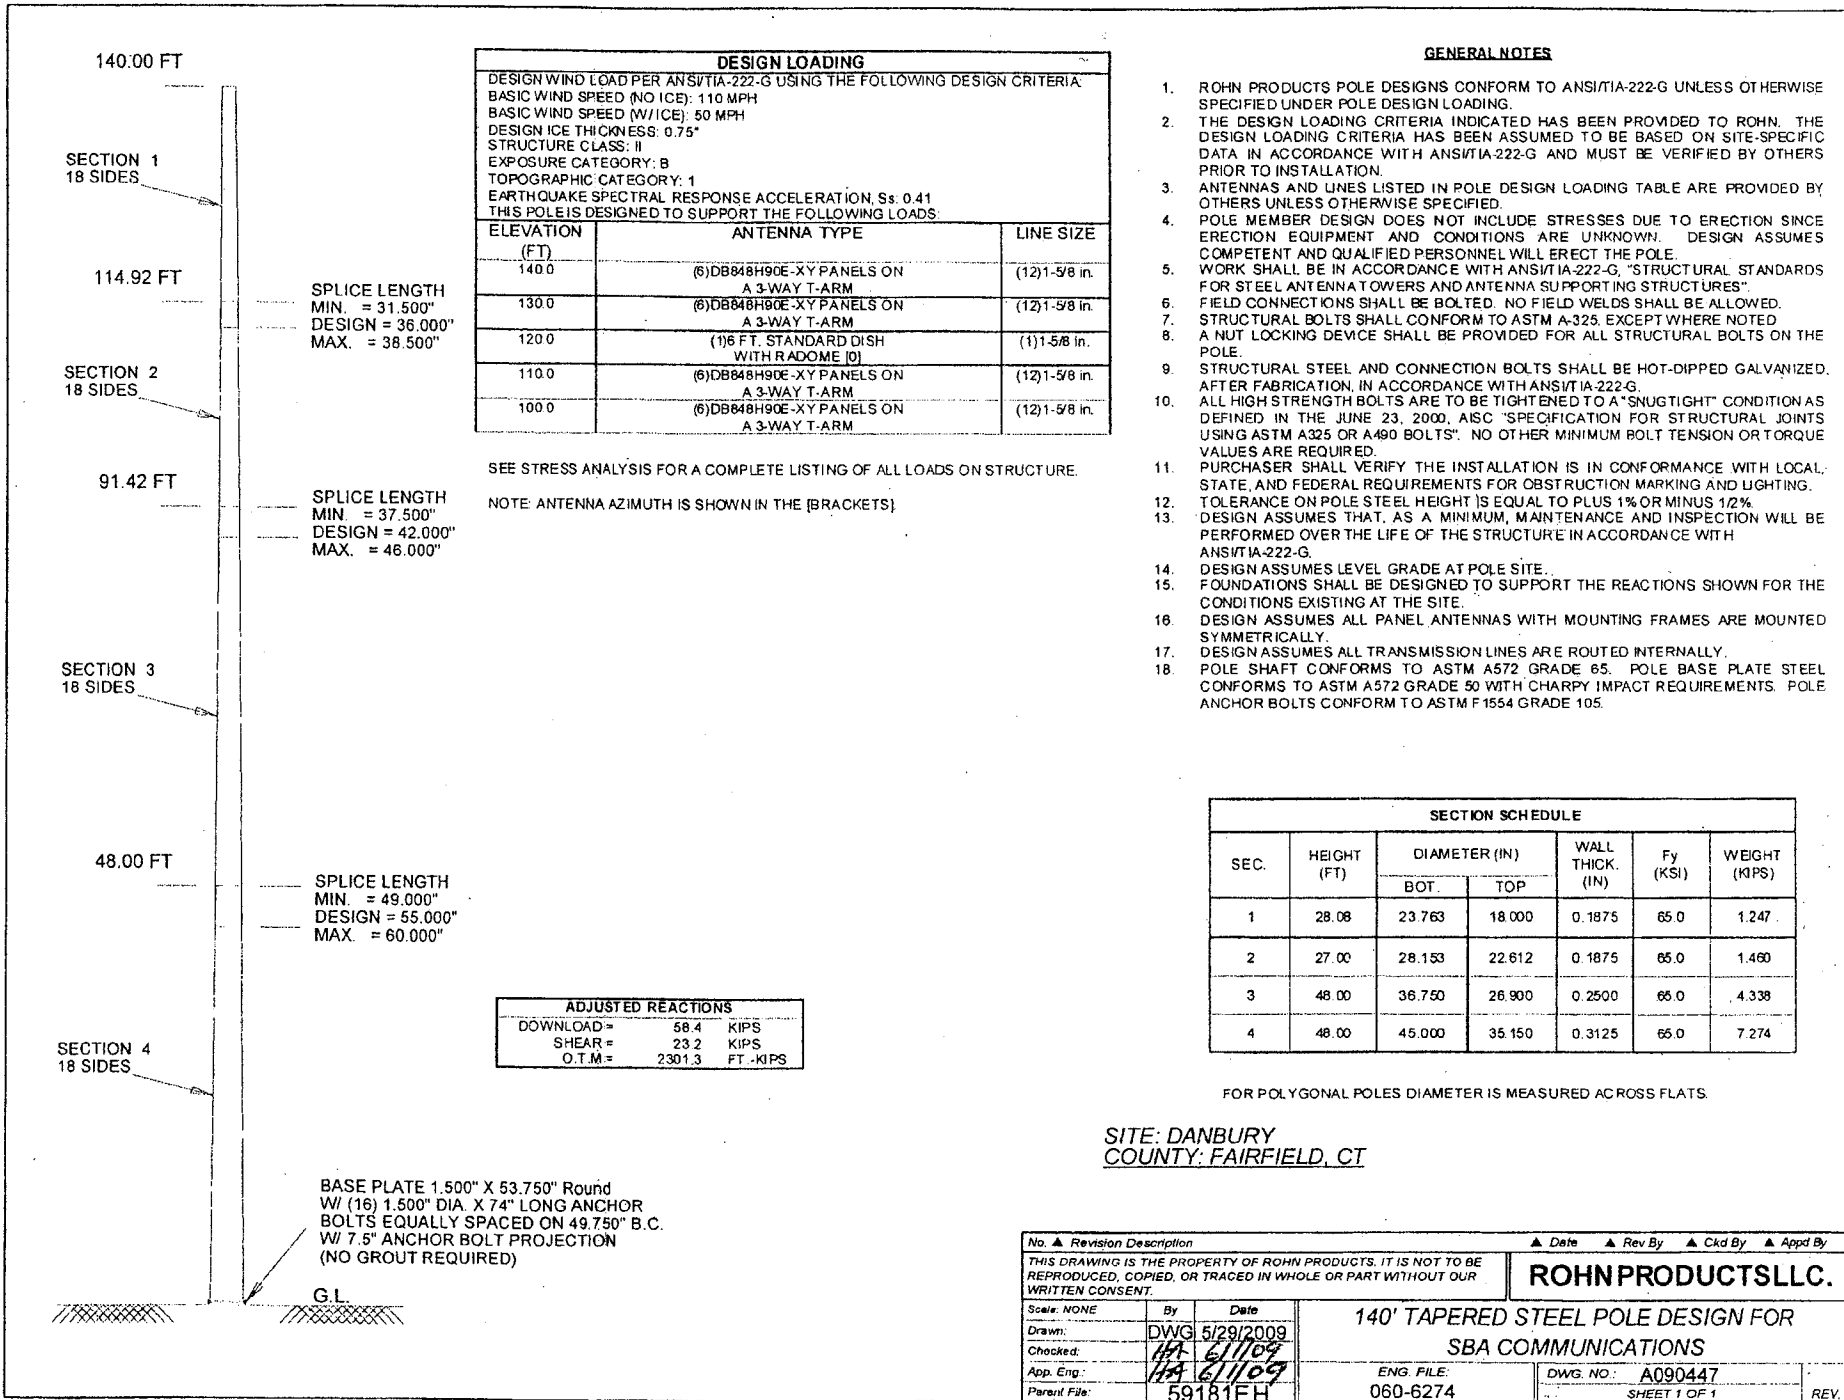 140.00 FT
SECTION 1
18 SIDES
114.92 FT
SPLICE LENGTH
MIN. = 31.500"
DESIGN = 36.000"
MAX. = 38.500"
SECTION 2
18 SIDES
91.42 FT
SPLICE LENGTH
MIN. = 37.500"
DESIGN = 42.000"
MAX. = 46.000"
SECTION 3
18 SIDES
48.00 FT
SPLICE LENGTH
MIN. = 49.000"
DESIGN = 55.000"
MAX. = 60.000"
SECTION 4
18 SIDES
BASE PLATE 1.500" X 53.750" Round
W/ (16) 1.500" DIA. X 74" LONG ANCHOR
BOLTS EQUALLY SPACED ON 49.750" B.C.
W/ 7.5" ANCHOR BOLT PROJECTION
(NO GROUT REQUIRED)
G.L.
DESIGN LOADING
DESIGN WIND LOAD PER ANSI/TIA-222-G USING THE FOLLOWING DESIGN CRITERIA:
BASIC WIND SPEED (NO ICE): 110 MPH
BASIC WIND SPEED (W/ICE): 50 MPH
DESIGN ICE THICKNESS: 0.75"
STRUCTURE CLASS: II
EXPOSURE CATEGORY: B
TOPOGRAPHIC CATEGORY: 1
EARTHQUAKE SPECTRAL RESPONSE ACCELERATION, Ss: 0.41
THIS POLE IS DESIGNED TO SUPPORT THE FOLLOWING LOADS:
ELEVATION ANTENNA TYPE LINE SIZE
(FT)
140.0 (6)DB848H90E-XY PANELS ON (12)1-5/8 in.
A 3-WAY T-ARM
130.0 (6)DB848H90E-XY PANELS ON (12)1-5/8 in.
A 3-WAY T-ARM
120.0 (1)6 FT. STANDARD DISH (1)1-5/8 in.
WITH RADOME [0]
110.0 (6)DB848H90E-XY PANELS ON (12)1-5/8 in.
A 3-WAY T-ARM
100.0 (6)DB848H90E-XY PANELS ON (12)1-5/8 in.
A 3-WAY T-ARM
SEE STRESS ANALYSIS FOR A COMPLETE LISTING OF ALL LOADS ON STRUCTURE.
NOTE: ANTENNA AZIMUTH IS SHOWN IN THE [BRACKETS].
ADJUSTED REACTIONS
DOWNLOAD = 58.4 KIPS
SHEAR = 23.2 KIPS
O.T.M.= 2301.3 FT.-KIPS
GENERAL NOTES
1. ROHN PRODUCTS POLE DESIGNS CONFORM TO ANSI/TIA-222-G UNLESS OTHERWISE
SPECIFIED UNDER POLE DESIGN LOADING.
2. THE DESIGN LOADING CRITERIA INDICATED HAS BEEN PROVIDED TO ROHN. THE
DESIGN LOADING CRITERIA HAS BEEN ASSUMED TO BE BASED ON SITE-SPECIFIC
DATA IN ACCORDANCE WITH ANSI/TIA-222-G AND MUST BE VERIFIED BY OTHERS
PRIOR TO INSTALLATION.
3. ANTENNAS AND LINES LISTED IN POLE DESIGN LOADING TABLE ARE PROVIDED BY
OTHERS UNLESS OTHERWISE SPECIFIED.
4. POLE MEMBER DESIGN DOES NOT INCLUDE STRESSES DUE TO ERECTION SINCE
ERECTION EQUIPMENT AND CONDITIONS ARE UNKNOWN. DESIGN ASSUMES
COMPETENT AND QUALIFIED PERSONNEL WILL ERECT THE POLE.
5. WORK SHALL BE IN ACCORDANCE WITH ANSI/TIA-222-G, "STRUCTURAL STANDARDS
FOR STEEL ANTENNA TOWERS AND ANTENNA SUPPORTING STRUCTURES".
6. FIELD CONNECTIONS SHALL BE BOLTED. NO FIELD WELDS SHALL BE ALLOWED.
7. STRUCTURAL BOLTS SHALL CONFORM TO ASTM A-325, EXCEPT WHERE NOTED
8. A NUT LOCKING DEVICE SHALL BE PROVIDED FOR ALL STRUCTURAL BOLTS ON THE
POLE.
9. STRUCTURAL STEEL AND CONNECTION BOLTS SHALL BE HOT-DIPPED GALVANIZED,
AFTER FABRICATION, IN ACCORDANCE WITH ANSI/TIA-222-G.
10. ALL HIGH STRENGTH BOLTS ARE TO BE TIGHTENED TO A "SNUG TIGHT" CONDITION AS
DEFINED IN THE JUNE 23, 2000, AISC "SPECIFICATION FOR STRUCTURAL JOINTS
USING ASTM A325 OR A490 BOLTS". NO OTHER MINIMUM BOLT TENSION OR TORQUE
VALUES ARE REQUIRED.
11. PURCHASER SHALL VERIFY THE INSTALLATION IS IN CONFORMANCE WITH LOCAL,
STATE, AND FEDERAL REQUIREMENTS FOR OBSTRUCTION MARKING AND LIGHTING.
12. TOLERANCE ON POLE STEEL HEIGHT IS EQUAL TO PLUS 1% OR MINUS 1/2%.
13. DESIGN ASSUMES THAT, AS A MINIMUM, MAINTENANCE AND INSPECTION WILL BE
PERFORMED OVER THE LIFE OF THE STRUCTURE IN ACCORDANCE WITH
ANSI/TIA-222-G.
14. DESIGN ASSUMES LEVEL GRADE AT POLE SITE.
15. FOUNDATIONS SHALL BE DESIGNED TO SUPPORT THE REACTIONS SHOWN FOR THE
CONDITIONS EXISTING AT THE SITE.
16. DESIGN ASSUMES ALL PANEL ANTENNAS WITH MOUNTING FRAMES ARE MOUNTED
SYMMETRICALLY.
17. DESIGN ASSUMES ALL TRANSMISSION LINES ARE ROUTED INTERNALLY.
18. POLE SHAFT CONFORMS TO ASTM A572 GRADE 65. POLE BASE PLATE STEEL
CONFORMS TO ASTM A572 GRADE 50 WITH CHARPY IMPACT REQUIREMENTS. POLE
ANCHOR BOLTS CONFORM TO ASTM F1554 GRADE 105.
SECTION SCHEDULE
SEC. HEIGHT (FT) DIAMETER (IN) WALL THICK. (IN) Fy (KSI) WEIGHT (KIPS)
BOT. TOP
1 28.08 23.763 18.000 0.1875 65.0 1.247
2 27.00 28.153 22.612 0.1875 65.0 1.460
3 48.00 36.750 26.900 0.2500 65.0 4.338
4 48.00 45.000 35.150 0.3125 65.0 7.274
FOR POLYGONAL POLES DIAMETER IS MEASURED ACROSS FLATS.
SITE: DANBURY
COUNTY: FAIRFIELD, CT
No. ▲ Revision Description ▲ Date ▲ Rev By ▲ Ckd By ▲ Appd By
THIS DRAWING IS THE PROPERTY OF ROHN PRODUCTS. IT IS NOT TO BE
REPRODUCED, COPIED, OR TRACED IN WHOLE OR PART WITHOUT OUR
WRITTEN CONSENT.
ROHN PRODUCTS LLC.
Scale: NONE By Date
Drawn: DWG 5/29/2009
Checked: HA 6/1/09
App. Eng.: HA 6/1/09
Parent File: 59181EH
140' TAPERED STEEL POLE DESIGN FOR
SBA COMMUNICATIONS
ENG. FILE:
060-6274
DWG. NO.: A090447
SHEET 1 OF 1 REV.